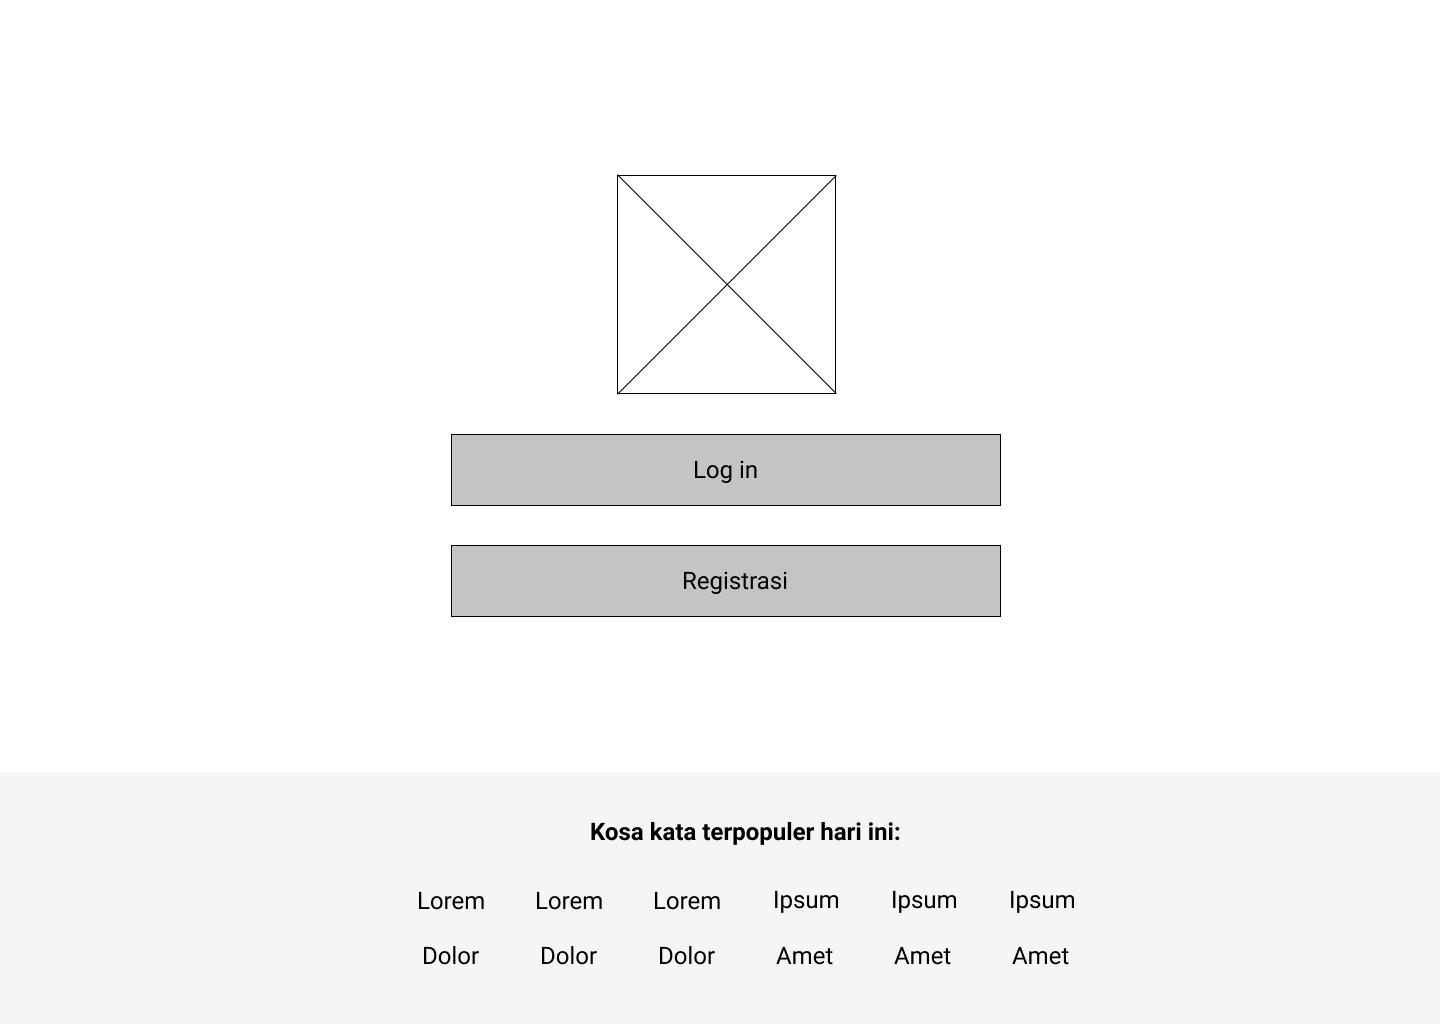 Log in
Registrasi
Kosa kata terpopuler hari ini:
Lorem Lorem Lorem Ipsum Ipsum Ipsum
Dolor Dolor Dolor Amet Amet Amet